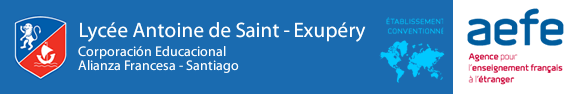 Lycée Antoine de Saint - Exupéry
Corporación Educacional
Alianza Francesa - Santiago
ÉTABLISSEMENT
CONVENTIONNÉ
aefe
Agence pour
l'enseignement français
à l'étranger